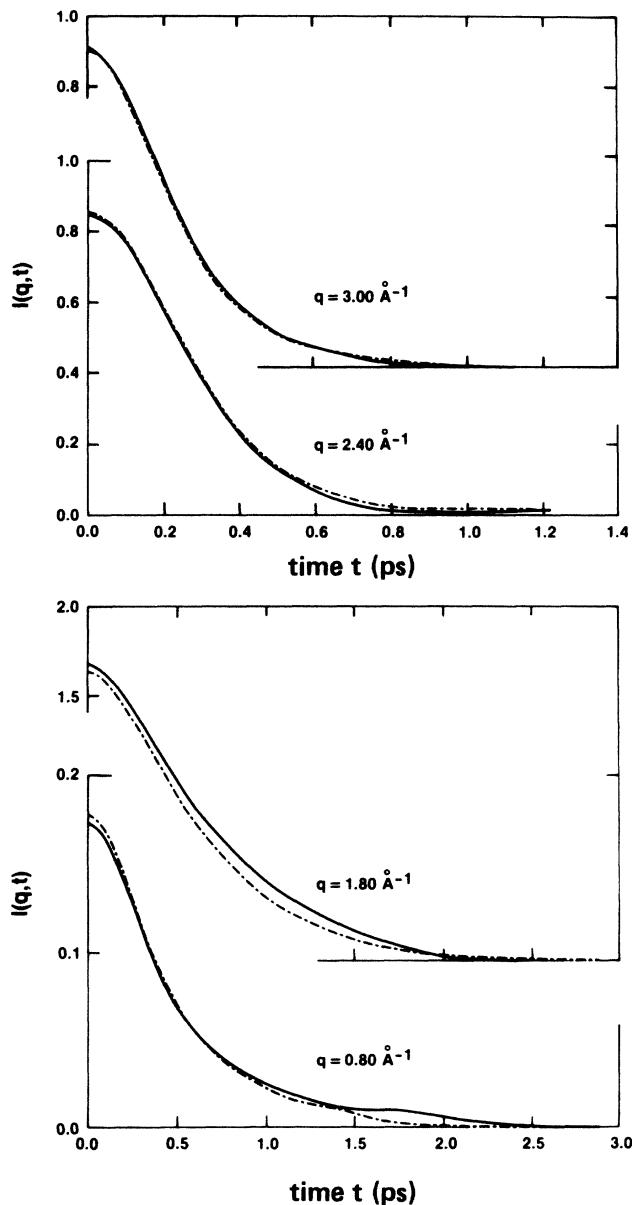 1.0
0.8
1.0
0.8
0.6
0.4
0.2
0.0
I(q,t)
q = 3.00 Å⁻¹
q = 2.40 Å⁻¹
0.0 0.2 0.4 0.6 0.8 1.0 1.2 1.4
time t (ps)
2.0
1.5
0.2
0.1
0.0
I(q,t)
q = 1.80 Å⁻¹
q = 0.80 Å⁻¹
0.0 0.5 1.0 1.5 2.0 2.5 3.0
time t (ps)